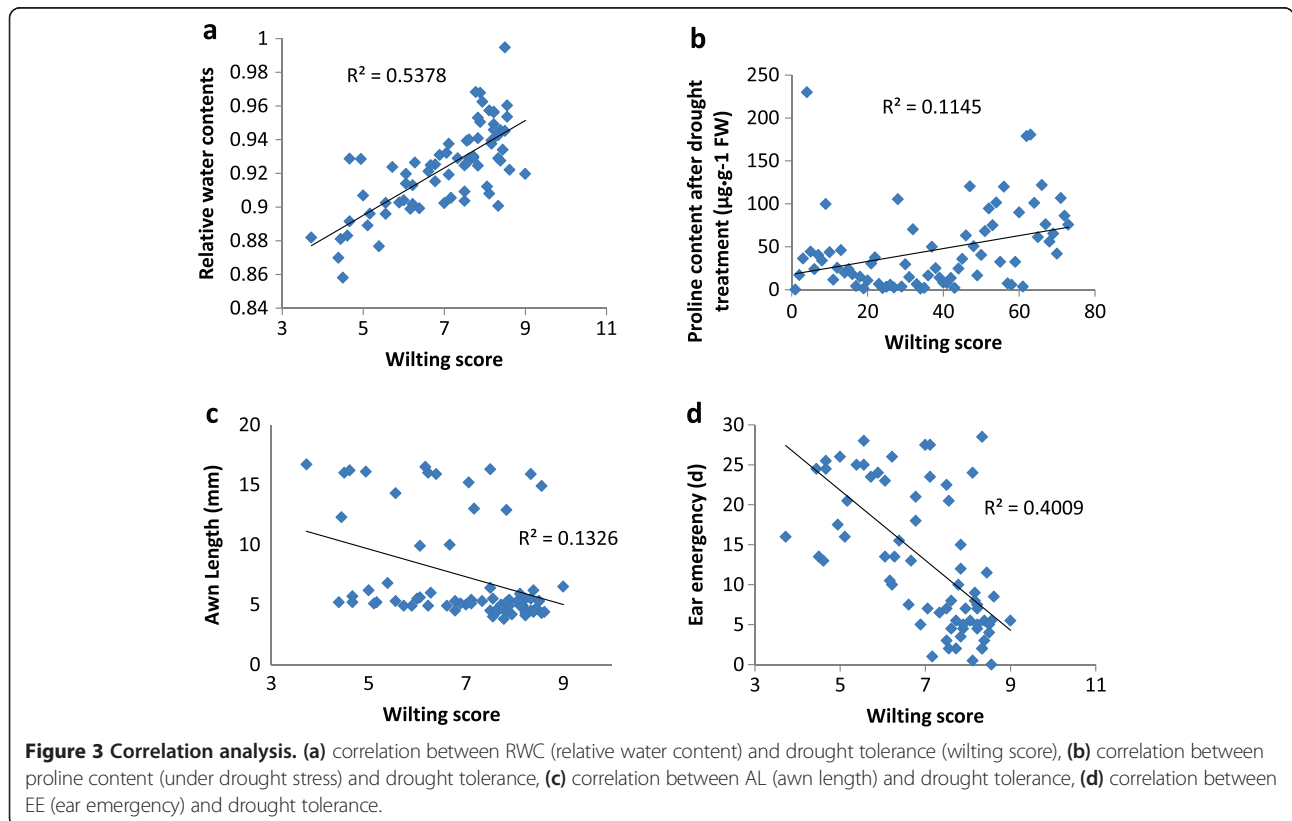 a
R² = 0.5378
Relative water contents
1
0.98
0.96
0.94
0.92
0.9
0.88
0.86
0.84
3 5 7 9 11
Wilting score
b
R² = 0.1145
Proline content after drought
treatment (µg•g-1 FW)
250
200
150
100
50
0
0 20 40 60 80
Wilting score
c
R² = 0.1326
Awn Length (mm)
20
15
10
5
0
3 5 7 9
Wilting score
d
R² = 0.4009
Ear emergency (d)
30
25
20
15
10
5
0
3 5 7 9 11
Wilting score
Figure 3 Correlation analysis. (a) correlation between RWC (relative water content) and drought tolerance (wilting score), (b) correlation between
proline content (under drought stress) and drought tolerance, (c) correlation between AL (awn length) and drought tolerance, (d) correlation between
EE (ear emergency) and drought tolerance.